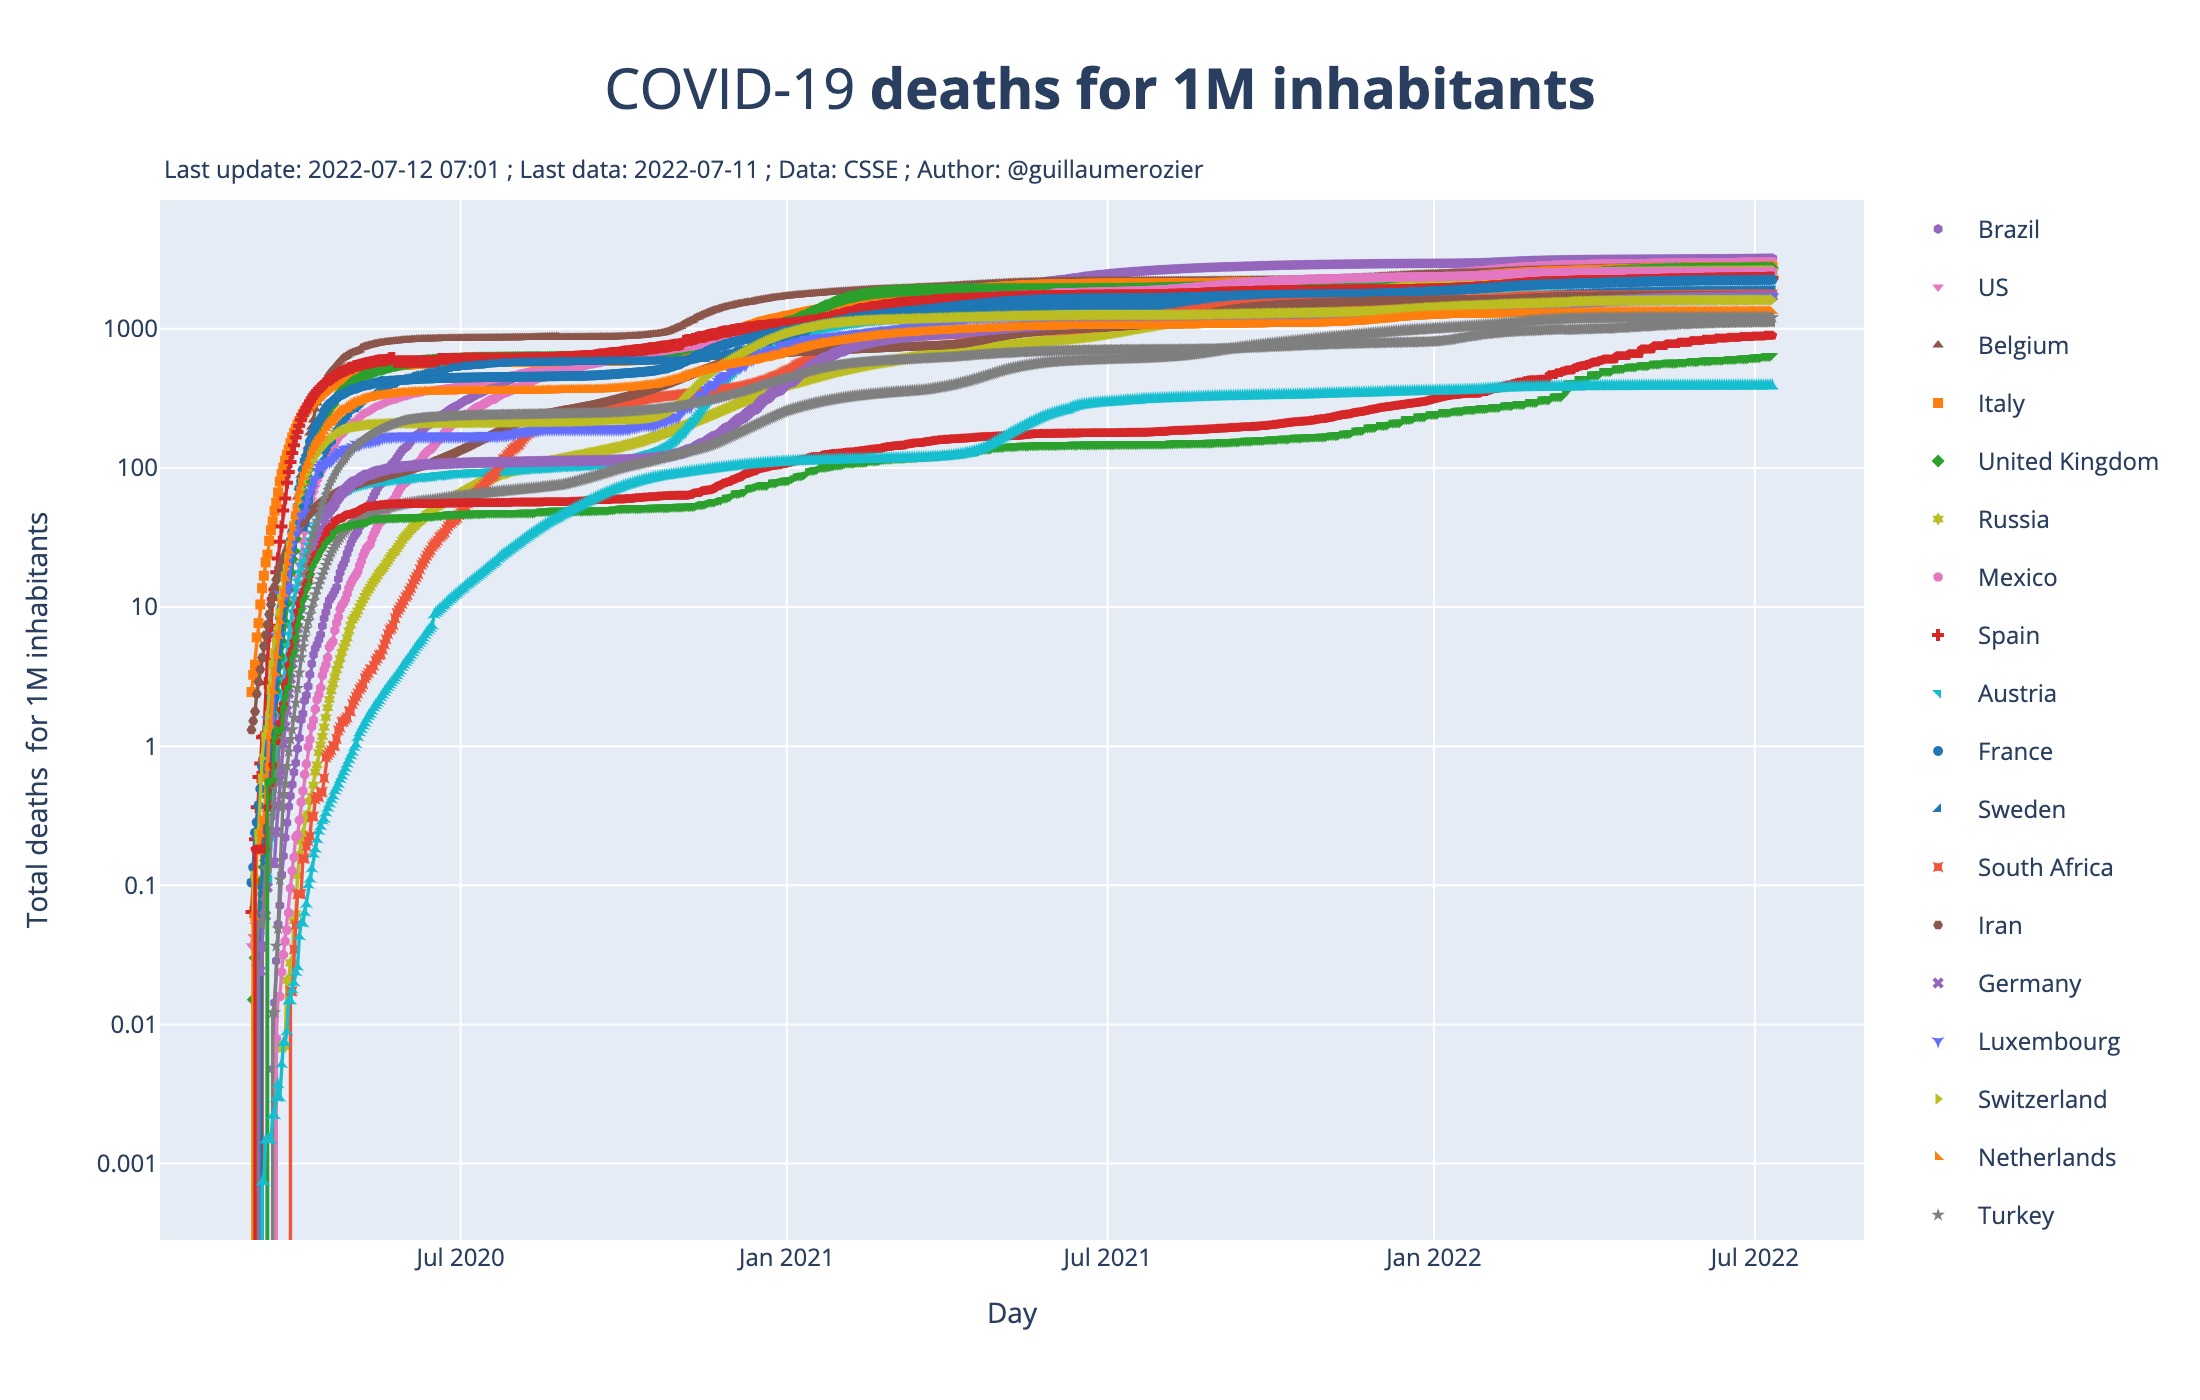 COVID-19 deaths for 1M inhabitants
Last update: 2022-07-12 07:01 ; Last data: 2022-07-11 ; Data: CSSE ; Author: @guillaumerozier
Total deaths for 1M inhabitants
1000
100
10
1
0.1
0.01
0.001
Jul 2020
Jan 2021
Jul 2021
Jan 2022
Jul 2022
Day
Brazil
US
Belgium
Italy
United Kingdom
Russia
Mexico
Spain
Austria
France
Sweden
South Africa
Iran
Germany
Luxembourg
Switzerland
Netherlands
Turkey